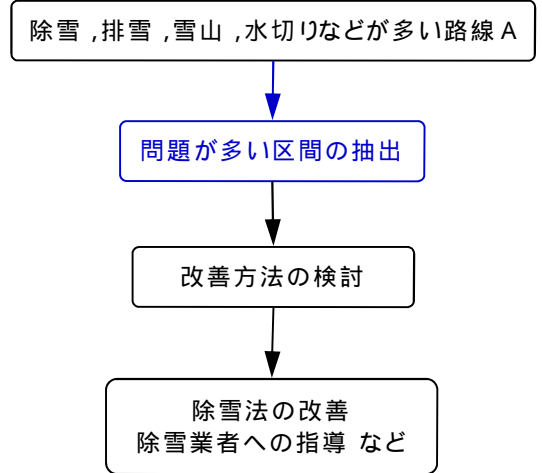 除雪 ,排雪 ,雪山 ,水切りなどが多い路線A
問題が多い区間の抽出
改善方法の検討
除雪法の改善
除雪業者への指導 など